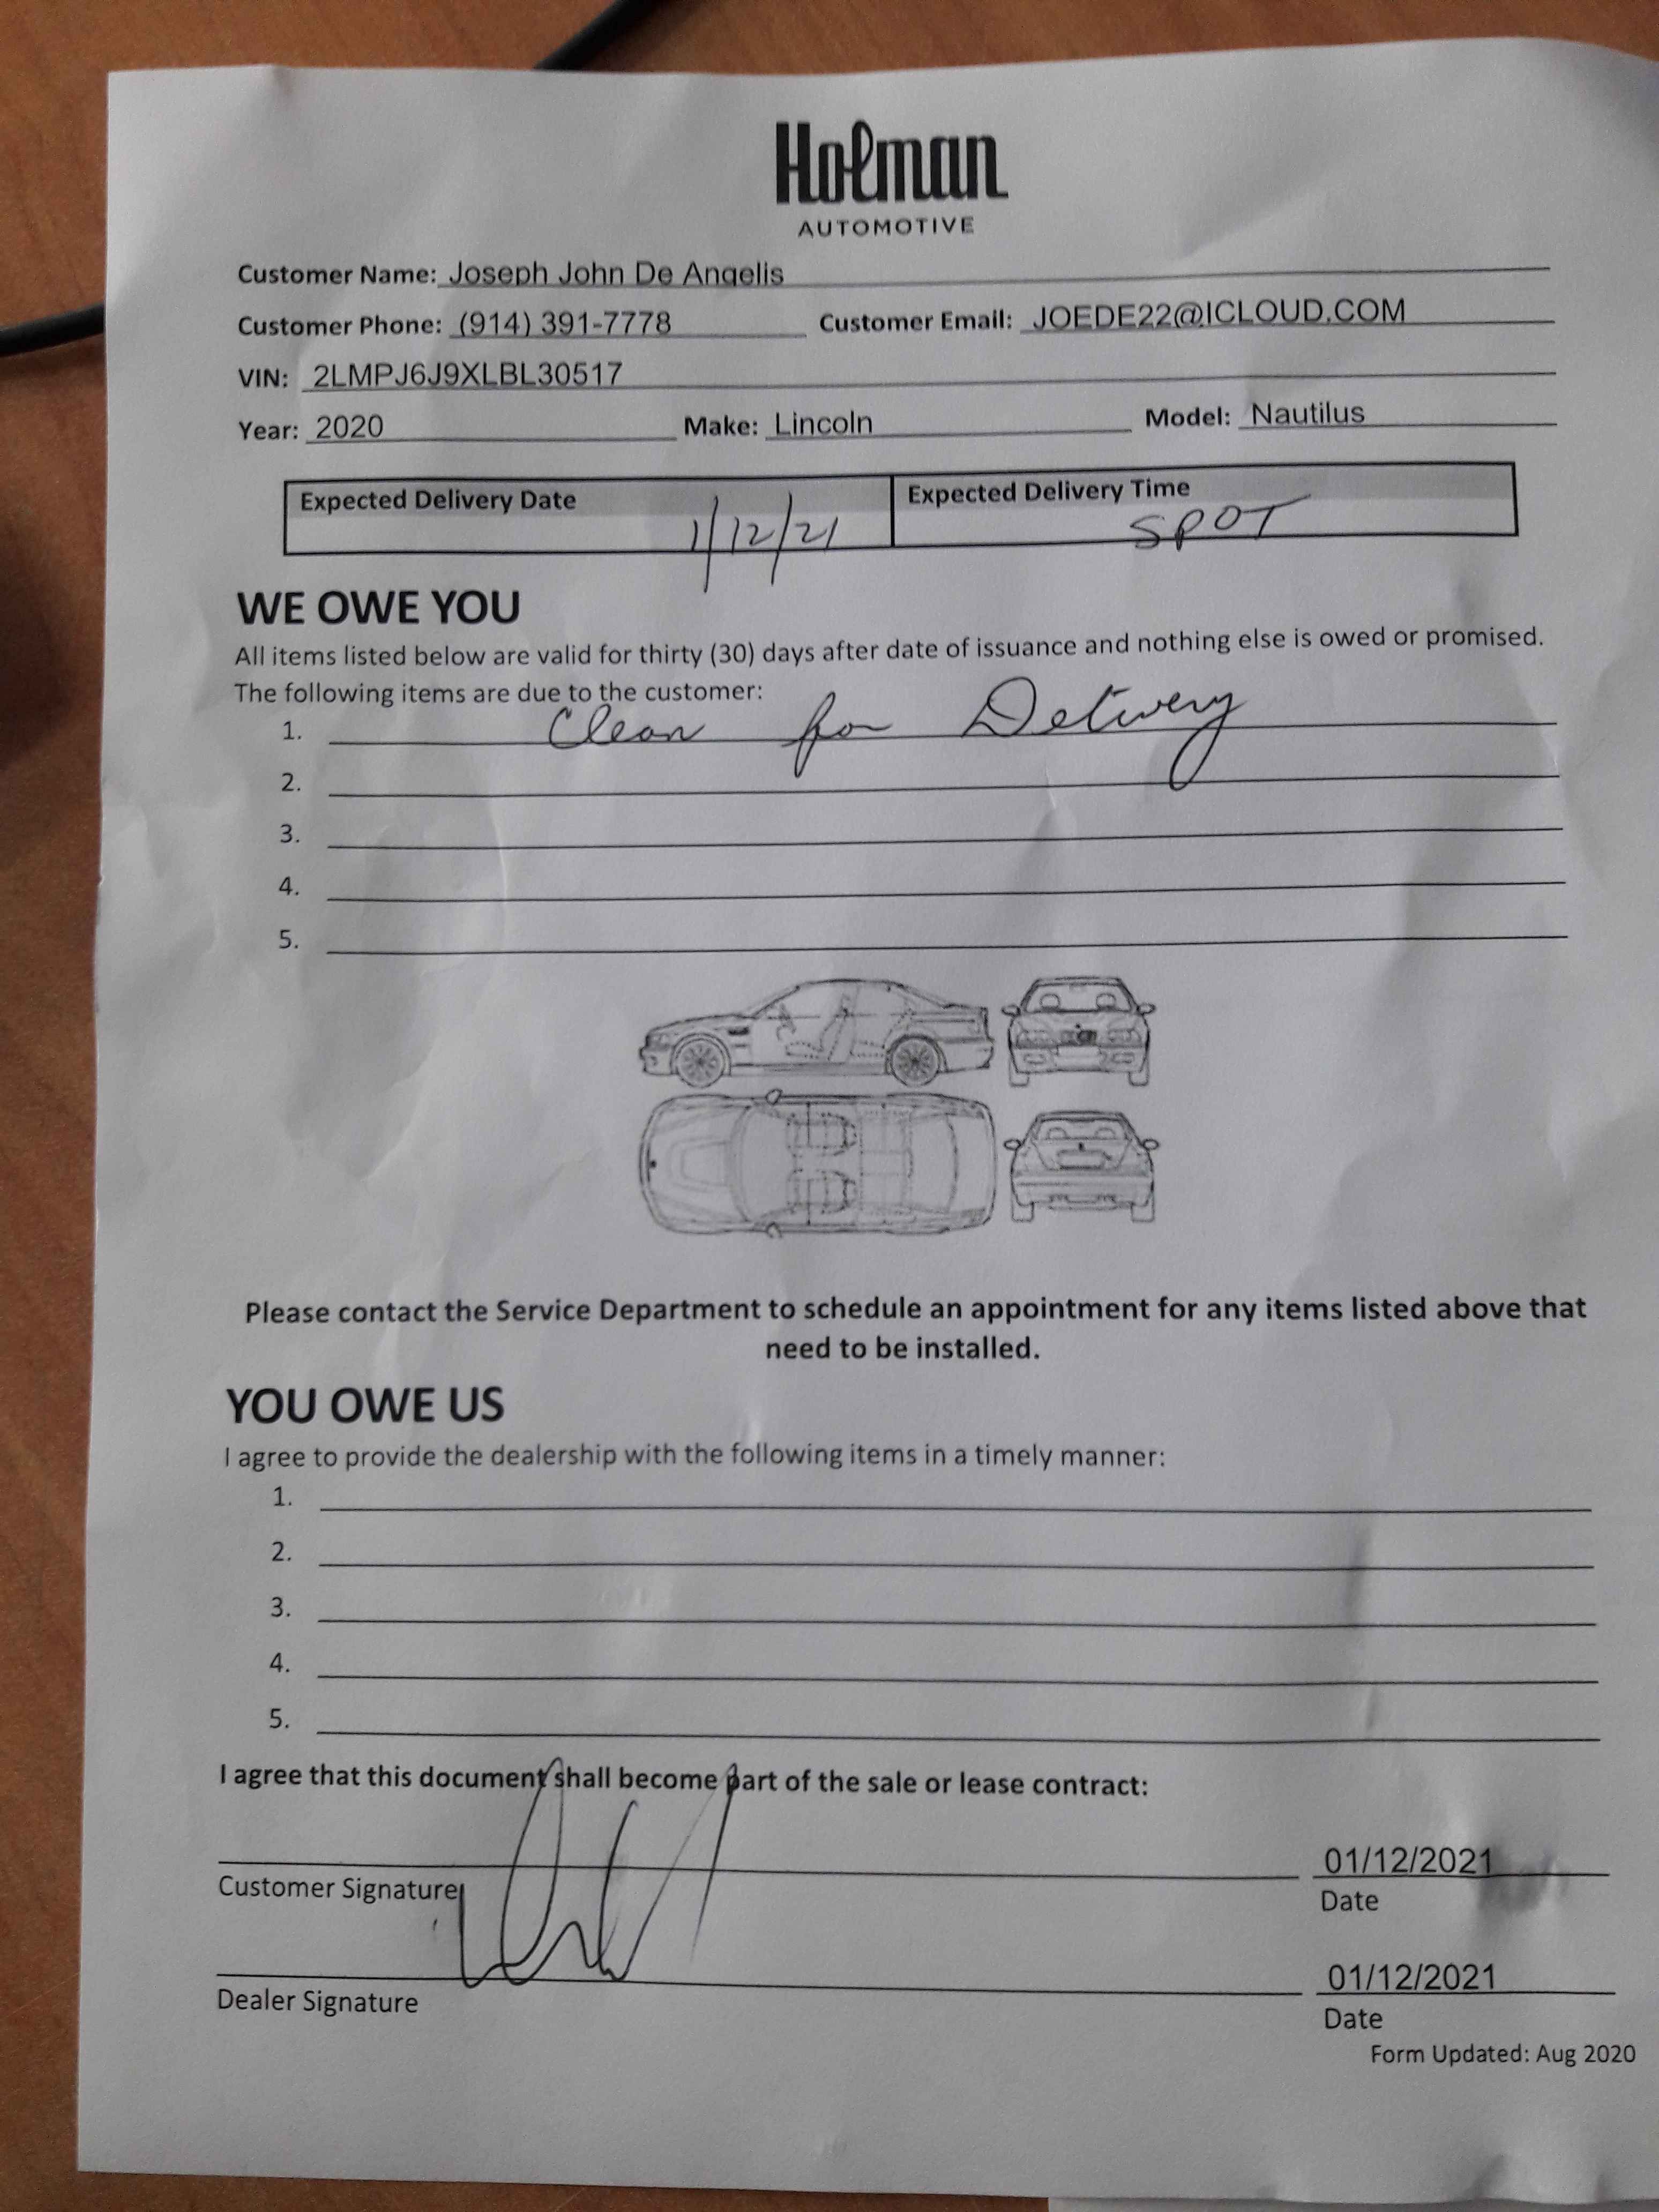 Holman
AUTOMOTIVE
Customer Name: Joseph John De Angelis
Customer Phone: (914) 391-7778 Customer Email: JOEDE22@ICLOUD.COM
VIN: 2LMPJ6J9XLBL30517
Year: 2020 Make: Lincoln Model: Nautilus
Expected Delivery Date 1/12/21 Expected Delivery Time SPOT
WE OWE YOU
All items listed below are valid for thirty (30) days after date of issuance and nothing else is owed or promised.
The following items are due to the customer:
1. Clean for Delivery
2.
3.
4.
5.
Please contact the Service Department to schedule an appointment for any items listed above that
need to be installed.
YOU OWE US
I agree to provide the dealership with the following items in a timely manner:
1.
2.
3.
4.
5.
I agree that this document shall become part of the sale or lease contract:
01/12/2021
Customer Signature Date
01/12/2021
Dealer Signature Date
Form Updated: Aug 2020